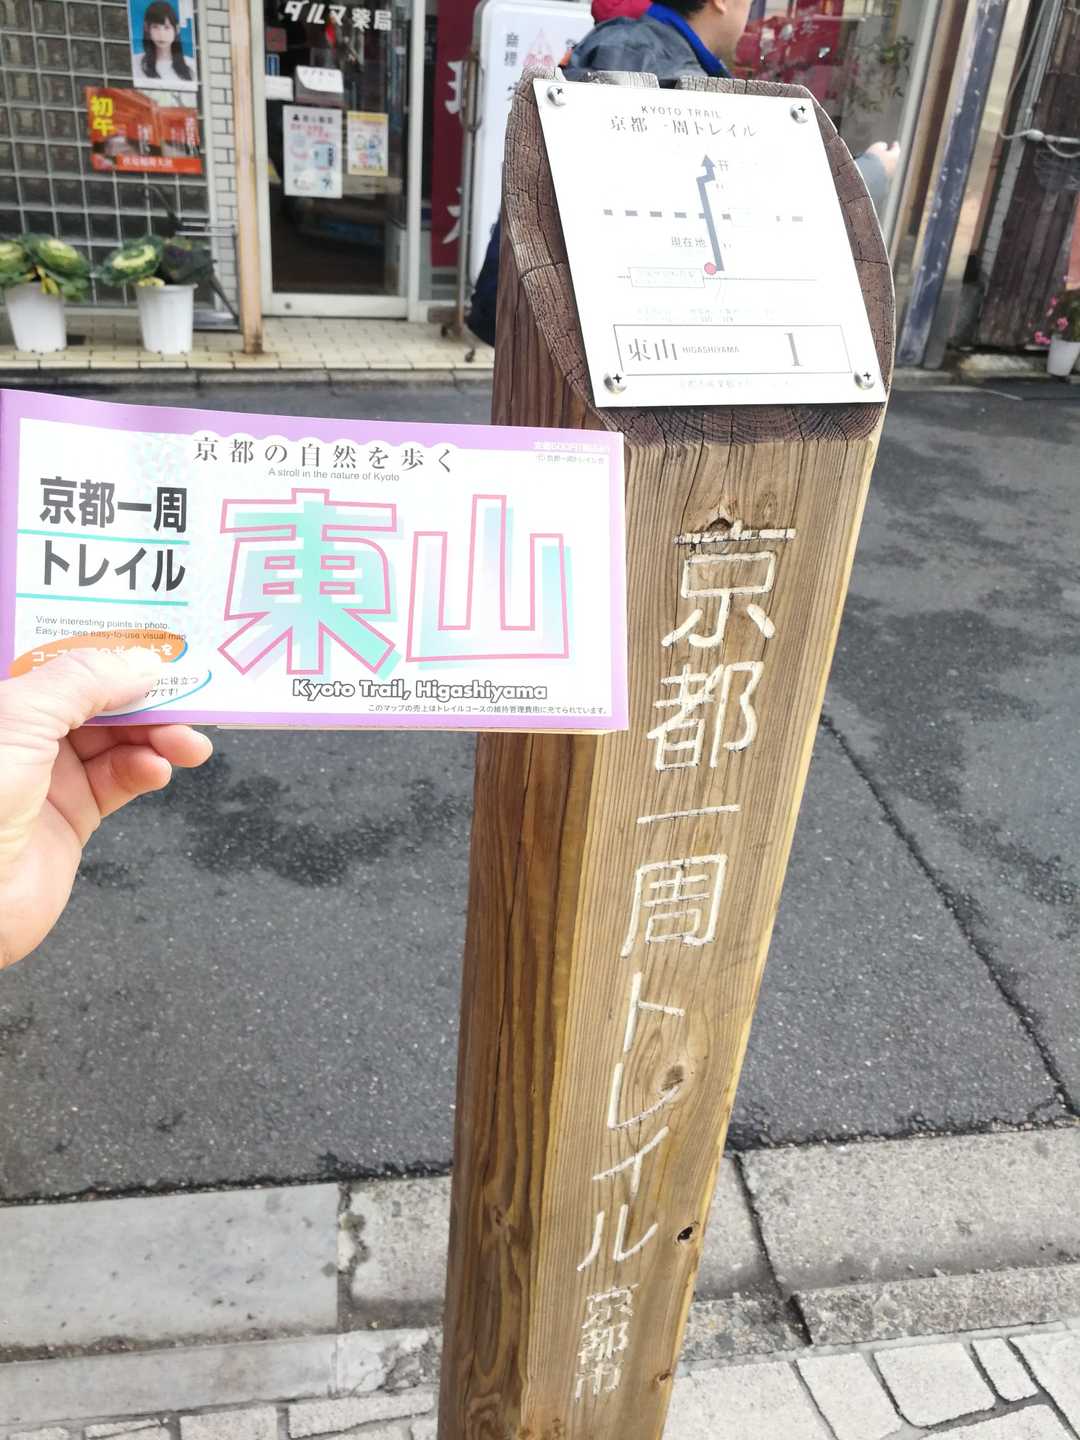 ダルマ薬局
初午
KYOTO TRAIL
京都一周トレイル
現在地
東山 HIGASHIYAMA 1
京都の自然を歩く
A stroll in the nature of Kyoto
京都一周
トレイル
東山
View interesting points in photo.
Easy-to-see easy-to-use visual map
に役立つ
Kyoto Trail, Higashiyama
このマップの売上はトレイルコースの維持管理費用に充てられています。
京都一周トレイル
京都市